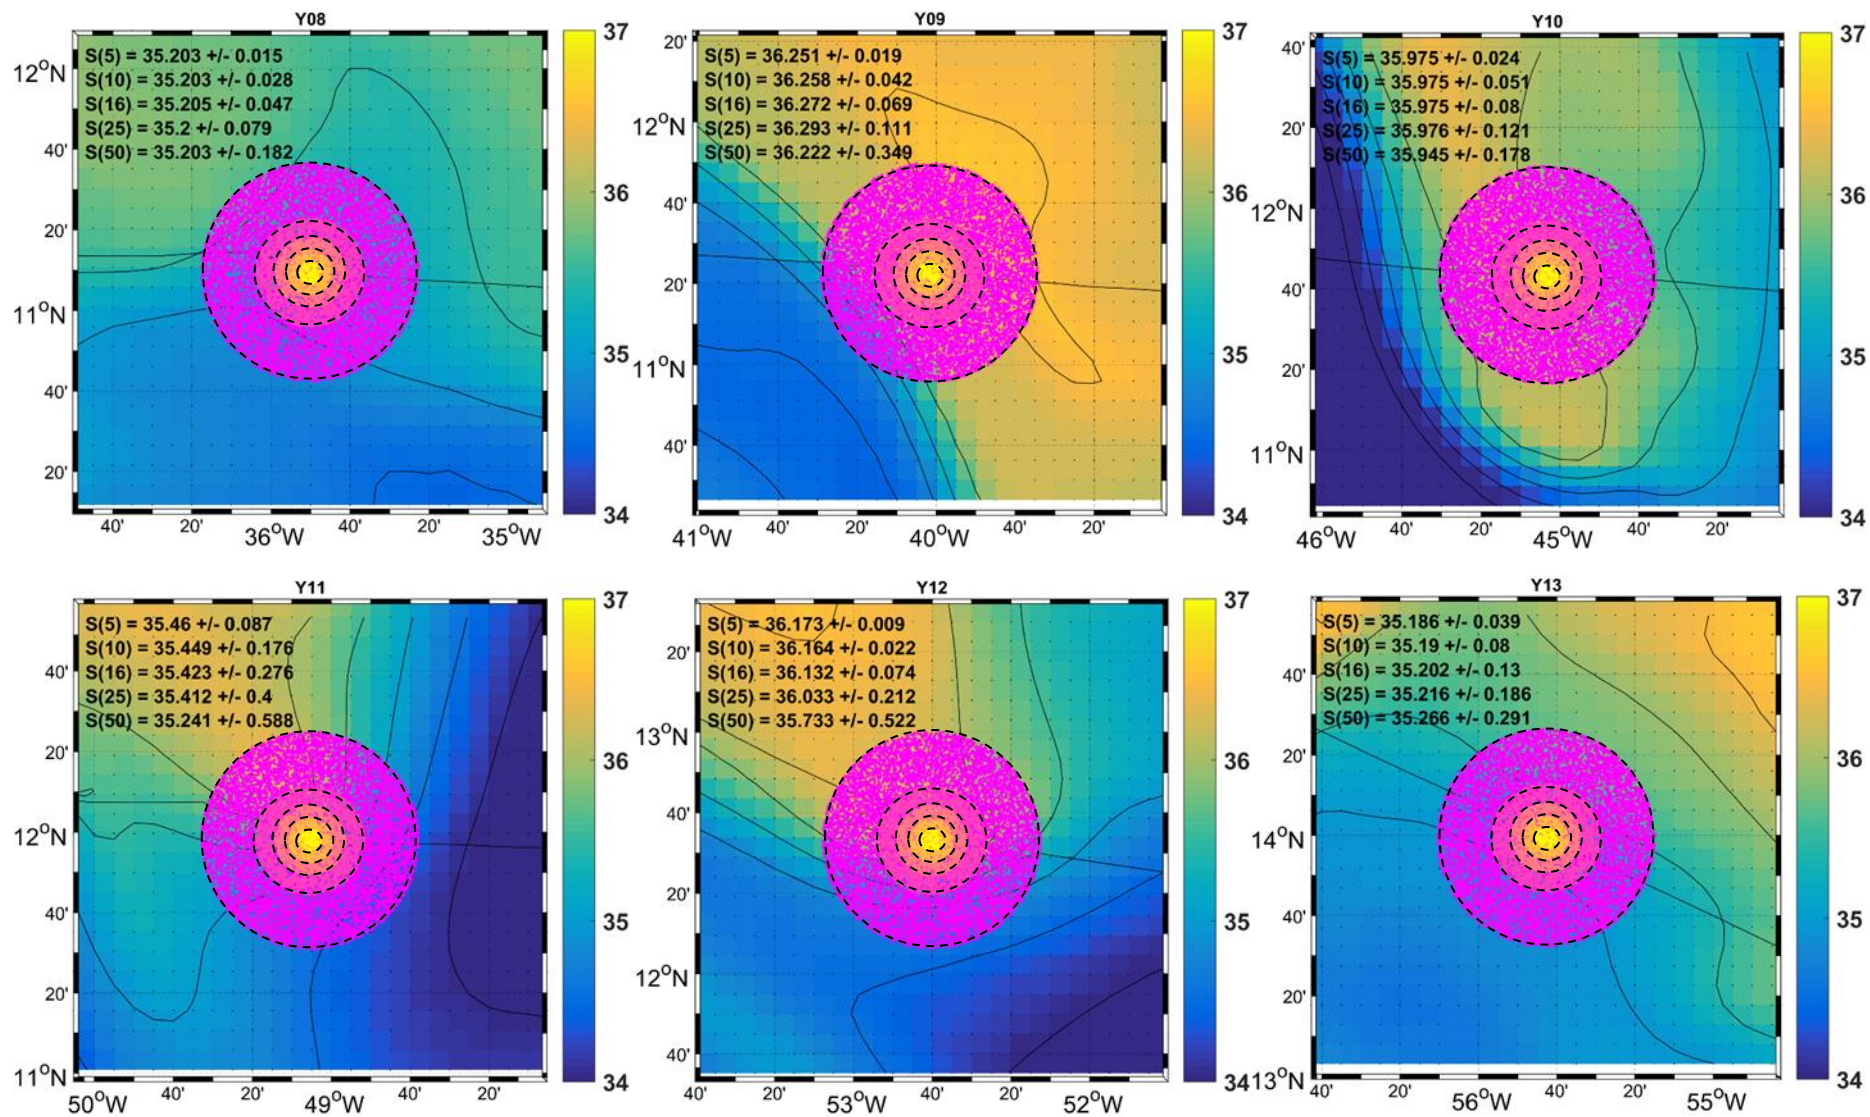 Y08
S(5) = 35.203 +/- 0.015
S(10) = 35.203 +/- 0.028
S(16) = 35.205 +/- 0.047
S(25) = 35.2 +/- 0.079
S(50) = 35.203 +/- 0.182
12°N
40'
20'
11°N
40'
20'
40'
20'
36°W
40'
20'
35°W
37
36
35
34
Y09
S(5) = 36.251 +/- 0.019
S(10) = 36.258 +/- 0.042
S(16) = 36.272 +/- 0.069
S(25) = 36.293 +/- 0.111
S(50) = 36.222 +/- 0.349
20'
12°N
40'
20'
11°N
40'
41°W
40'
20'
40°W
40'
20'
37
36
35
34
Y10
S(5) = 35.975 +/- 0.024
S(10) = 35.975 +/- 0.051
S(16) = 35.975 +/- 0.08
S(25) = 35.976 +/- 0.121
S(50) = 35.945 +/- 0.178
40'
20'
12°N
40'
20'
11°N
46°W
40'
20'
45°W
40'
20'
37
36
35
34
Y11
S(5) = 35.46 +/- 0.087
S(10) = 35.449 +/- 0.176
S(16) = 35.423 +/- 0.276
S(25) = 35.412 +/- 0.4
S(50) = 35.241 +/- 0.588
40'
20'
12°N
40'
20'
11°N
50°W
40'
20'
49°W
40'
20'
37
36
35
34
Y12
S(5) = 36.173 +/- 0.009
S(10) = 36.164 +/- 0.022
S(16) = 36.132 +/- 0.074
S(25) = 36.033 +/- 0.212
S(50) = 35.733 +/- 0.522
20'
13°N
40'
20'
12°N
40'
40'
20'
53°W
40'
20'
52°W
37
36
35
34
Y13
S(5) = 35.186 +/- 0.039
S(10) = 35.19 +/- 0.08
S(16) = 35.202 +/- 0.13
S(25) = 35.216 +/- 0.186
S(50) = 35.266 +/- 0.291
40'
20'
14°N
40'
20'
13°N
40'
20'
56°W
40'
20'
55°W
37
36
35
34